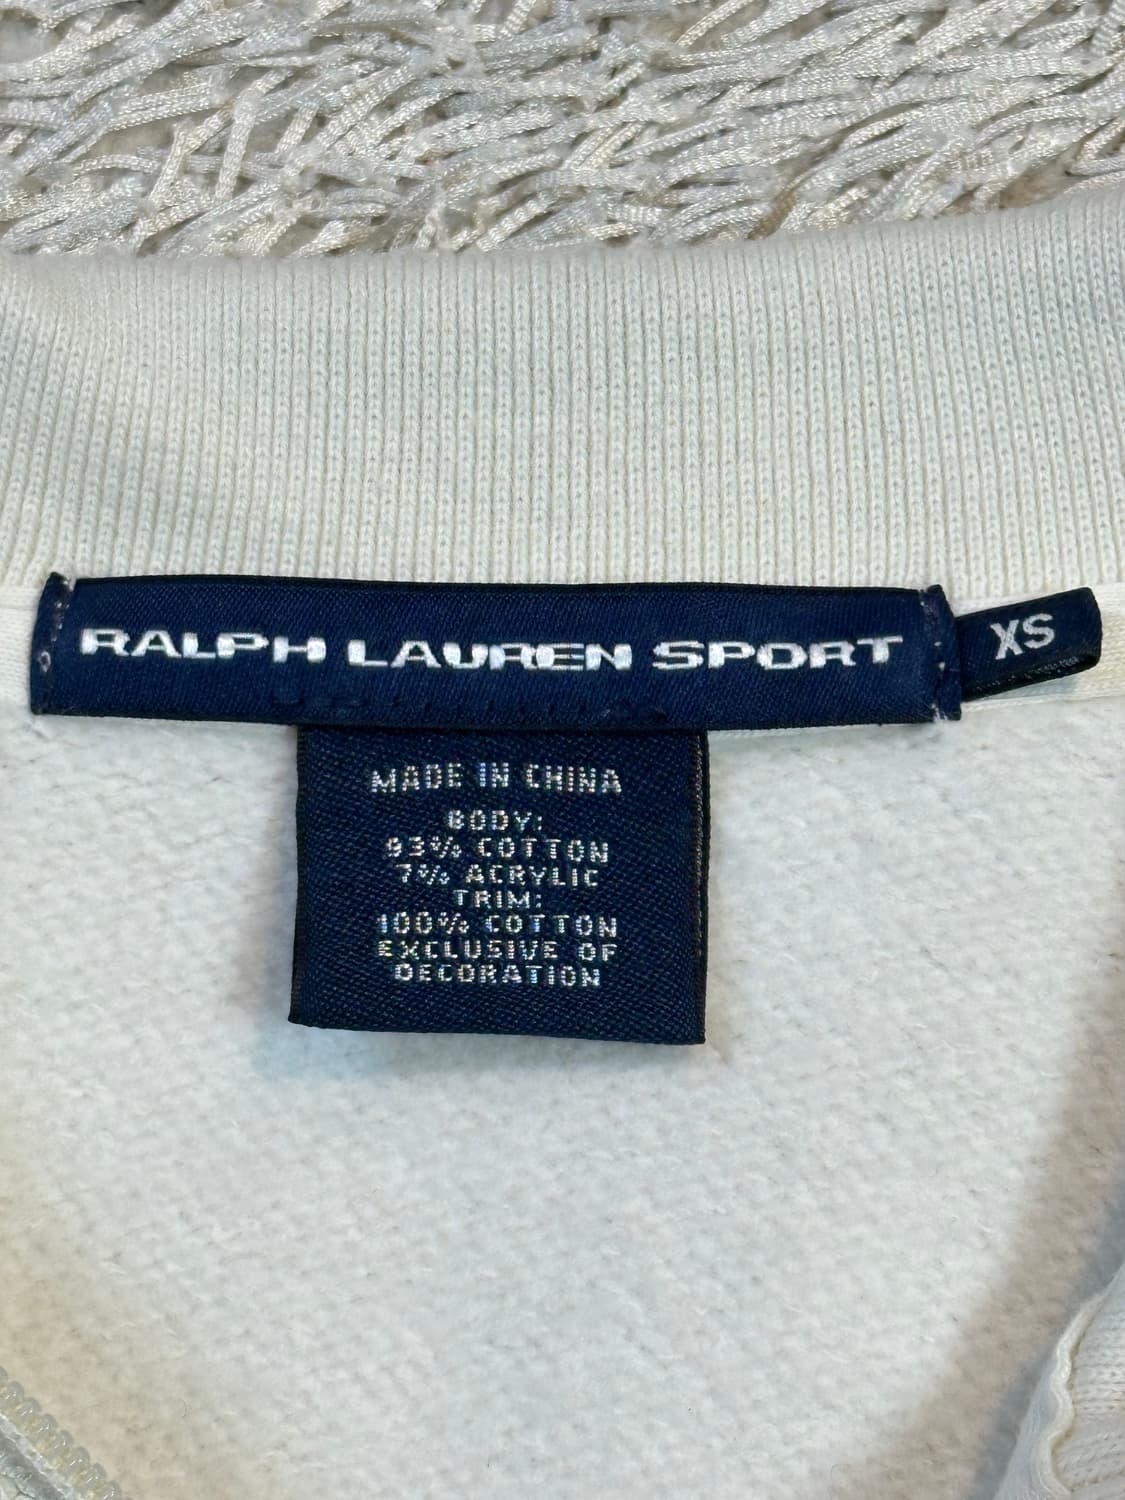 RALPH LAUREN SPORT
XS
MADE IN CHINA
BODY:
93% COTTON
7% ACRYLIC
TRIM:
100% COTTON
EXCLUSIVE OF
DECORATION